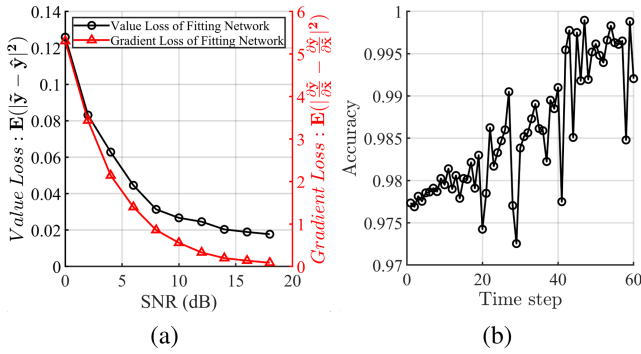 (a)
0.14
0.12
0.1
0.08
0.06
0.04
0.02
0
Value Loss : E(|ỹ − ŷ|²)
Value Loss of Fitting Network
Gradient Loss of Fitting Network
6
5
4
3
2
1
0
Gradient Loss : E(|∂ỹ/∂x̃ − ∂ŷ/∂x̂|²)
0 5 10 15 20
SNR (dB)
(a)
(b)
1
0.995
0.99
0.985
0.98
0.975
0.97
Accuracy
0 10 20 30 40 50 60
Time step
(b)